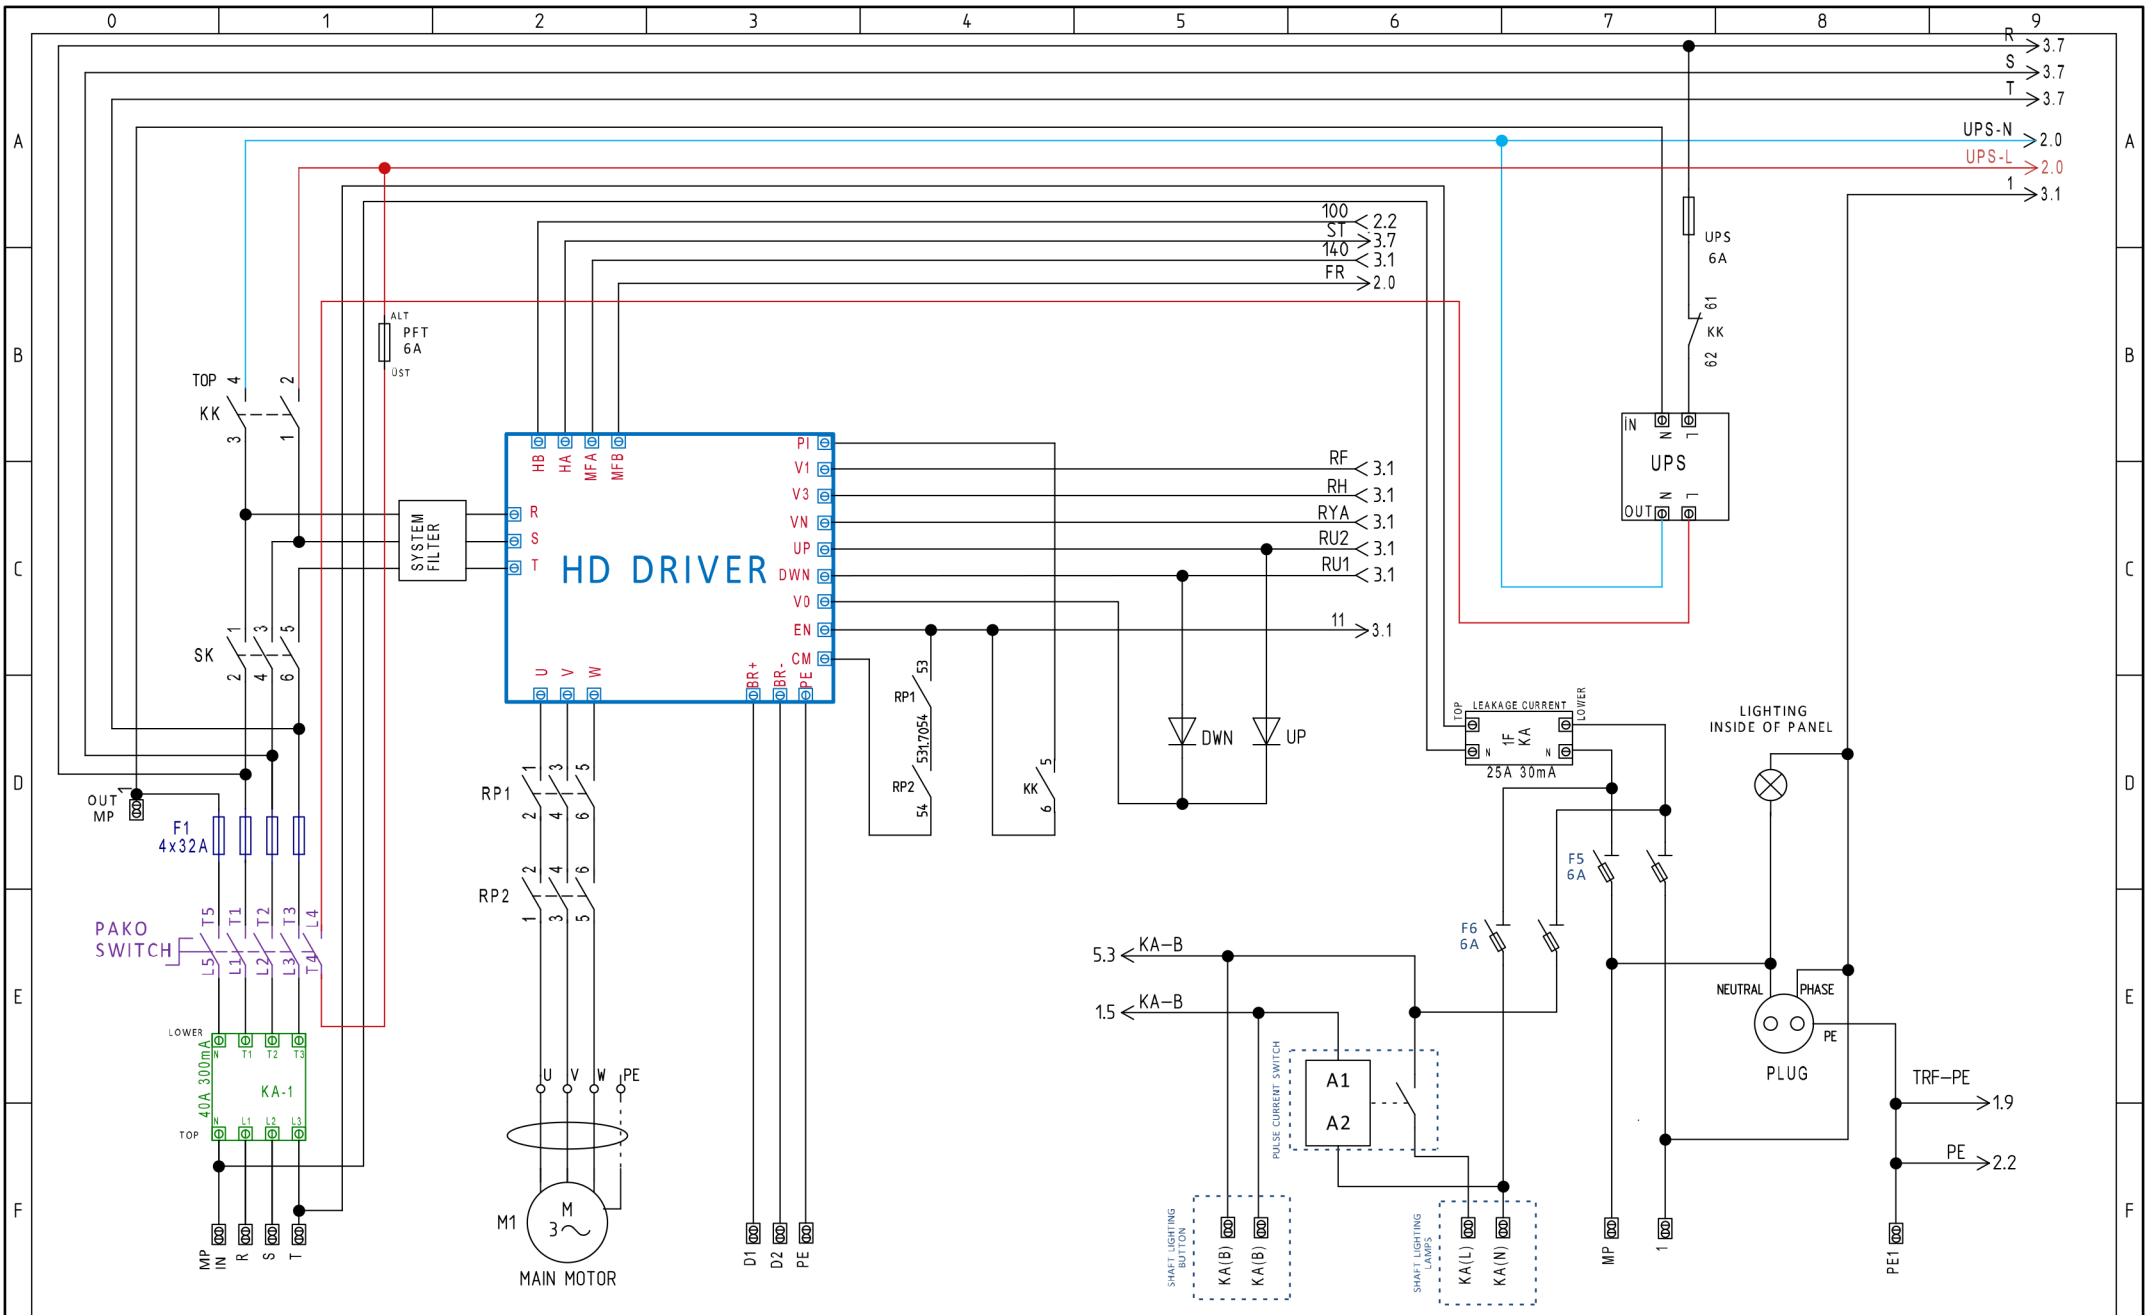 0 1 2 3 4 5 6 7 8 9
R 3.7
S 3.7
T 3.7
A UPS-N 2.0 A
UPS-L 2.0
1 3.1
100 2.2
ST 3.7
140 3.1
FR 2.0
UPS
6A
61
KK
62
ALT
PFT
6A
ÜST
B B
TOP 4 2
KK
3 1
İN N L
UPS
OUT N L
HB HA MFA MFB
PI
V1 RF 3.1
V3 RH 3.1
VN RYA 3.1
UP RU2 3.1
DWN RU1 3.1
V0
EN 11 3.1
CM
R
S
T
HD DRIVER
SYSTEM
FILTER
C C
SK
1 3 5
2 4 6
U V W
BR+ BR- PE
53
RP1
531.7054
RP2
54
5
KK
6
DWN UP
TOP LEAKAGE CURRENT LOWER
1F
KA
N N
25A 30mA
LIGHTING
INSIDE OF PANEL
D D
OUT
MP
1
F1
4x32A
RP1
1 3 5
2 4 6
RP2
2 4 6
1 3 5
F5
6A
F6
6A
PAKO
SWITCH
T5 T1 T2 T3 L4
L5 L1 L2 L3 T4
5.3 KA-B
1.5 KA-B
E E
NEUTRAL PHASE
PE
PLUG
LOWER
N T1 T2 T3
40A 300mA
KA-1
N L1 L2 L3
TOP
U V W PE
M
3~
M1
MAIN MOTOR
PULSE CURRENT SWITCH
A1
A2
TRF-PE 1.9
PE 2.2
F F
MP
IN
R
S
T
D1
D2
PE
SHAFT LIGHTING
BUTTON
KA(B)
KA(B)
SHAFT LIGHTING
LAMPS
KA(L)
KA(N)
MP
1
PE1